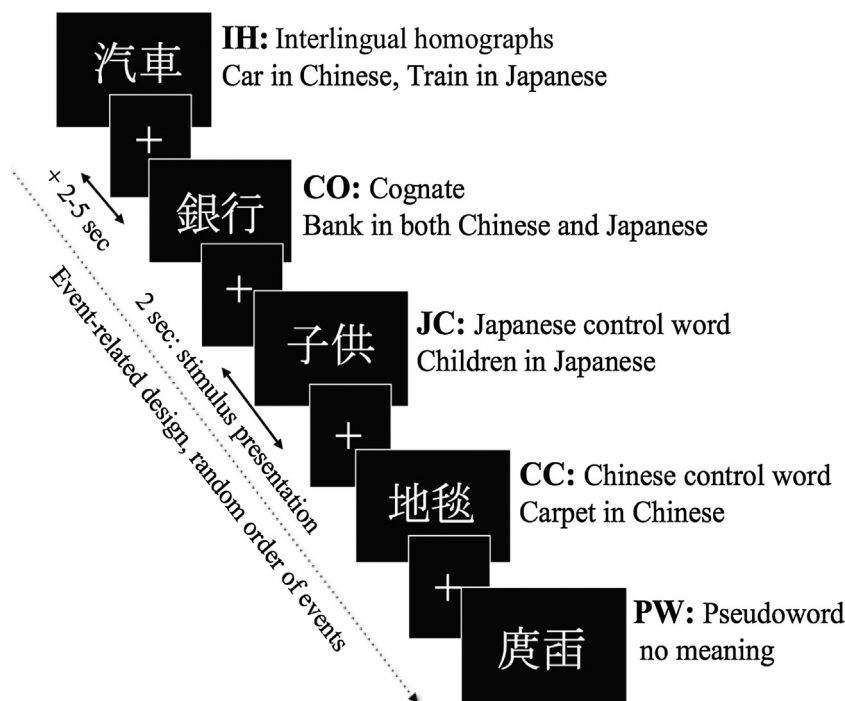 汽車
IH: Interlingual homographs
Car in Chinese, Train in Japanese
+
+ 2-5 sec
銀行
CO: Cognate
Bank in both Chinese and Japanese
+
2 sec: stimulus presentation
子供
JC: Japanese control word
Children in Japanese
+
Event-related design, random order of events
地毯
CC: Chinese control word
Carpet in Chinese
+
PW: Pseudoword
no meaning